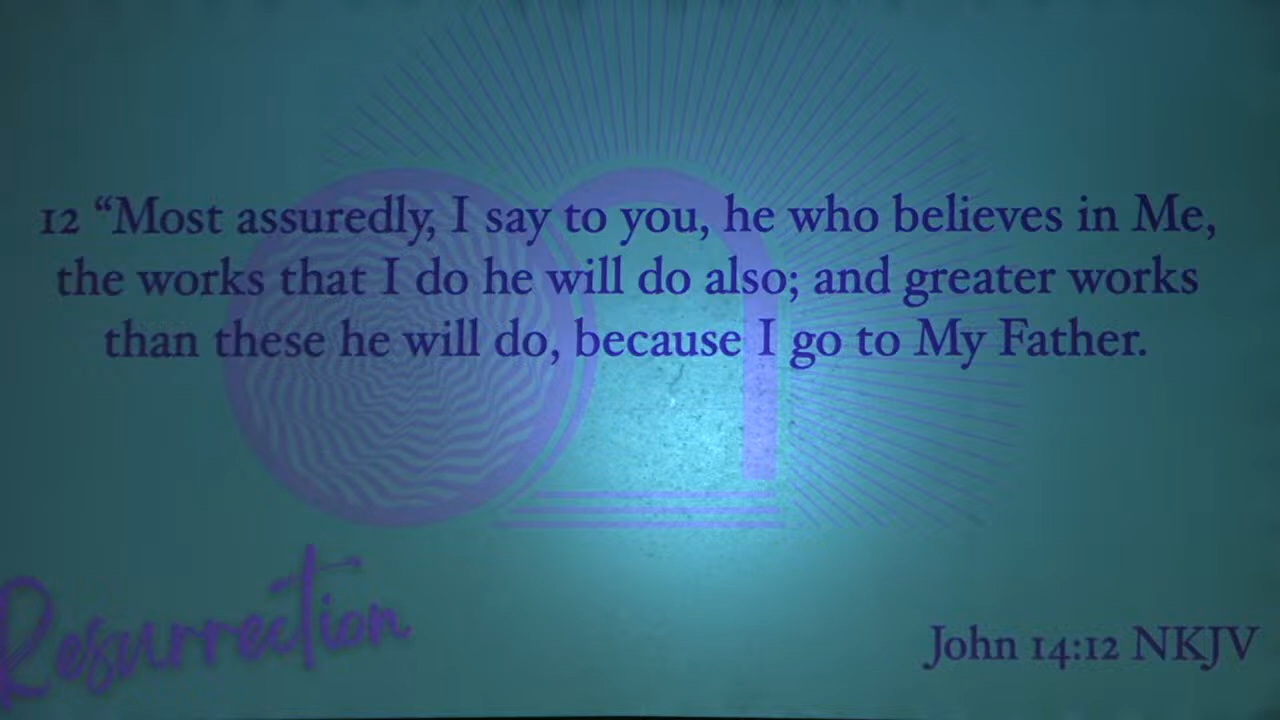 12 “Most assuredly, I say to you, he who believes in Me,
the works that I do he will do also; and greater works
than these he will do, because I go to My Father.
Resurrection
John 14:12 NKJV